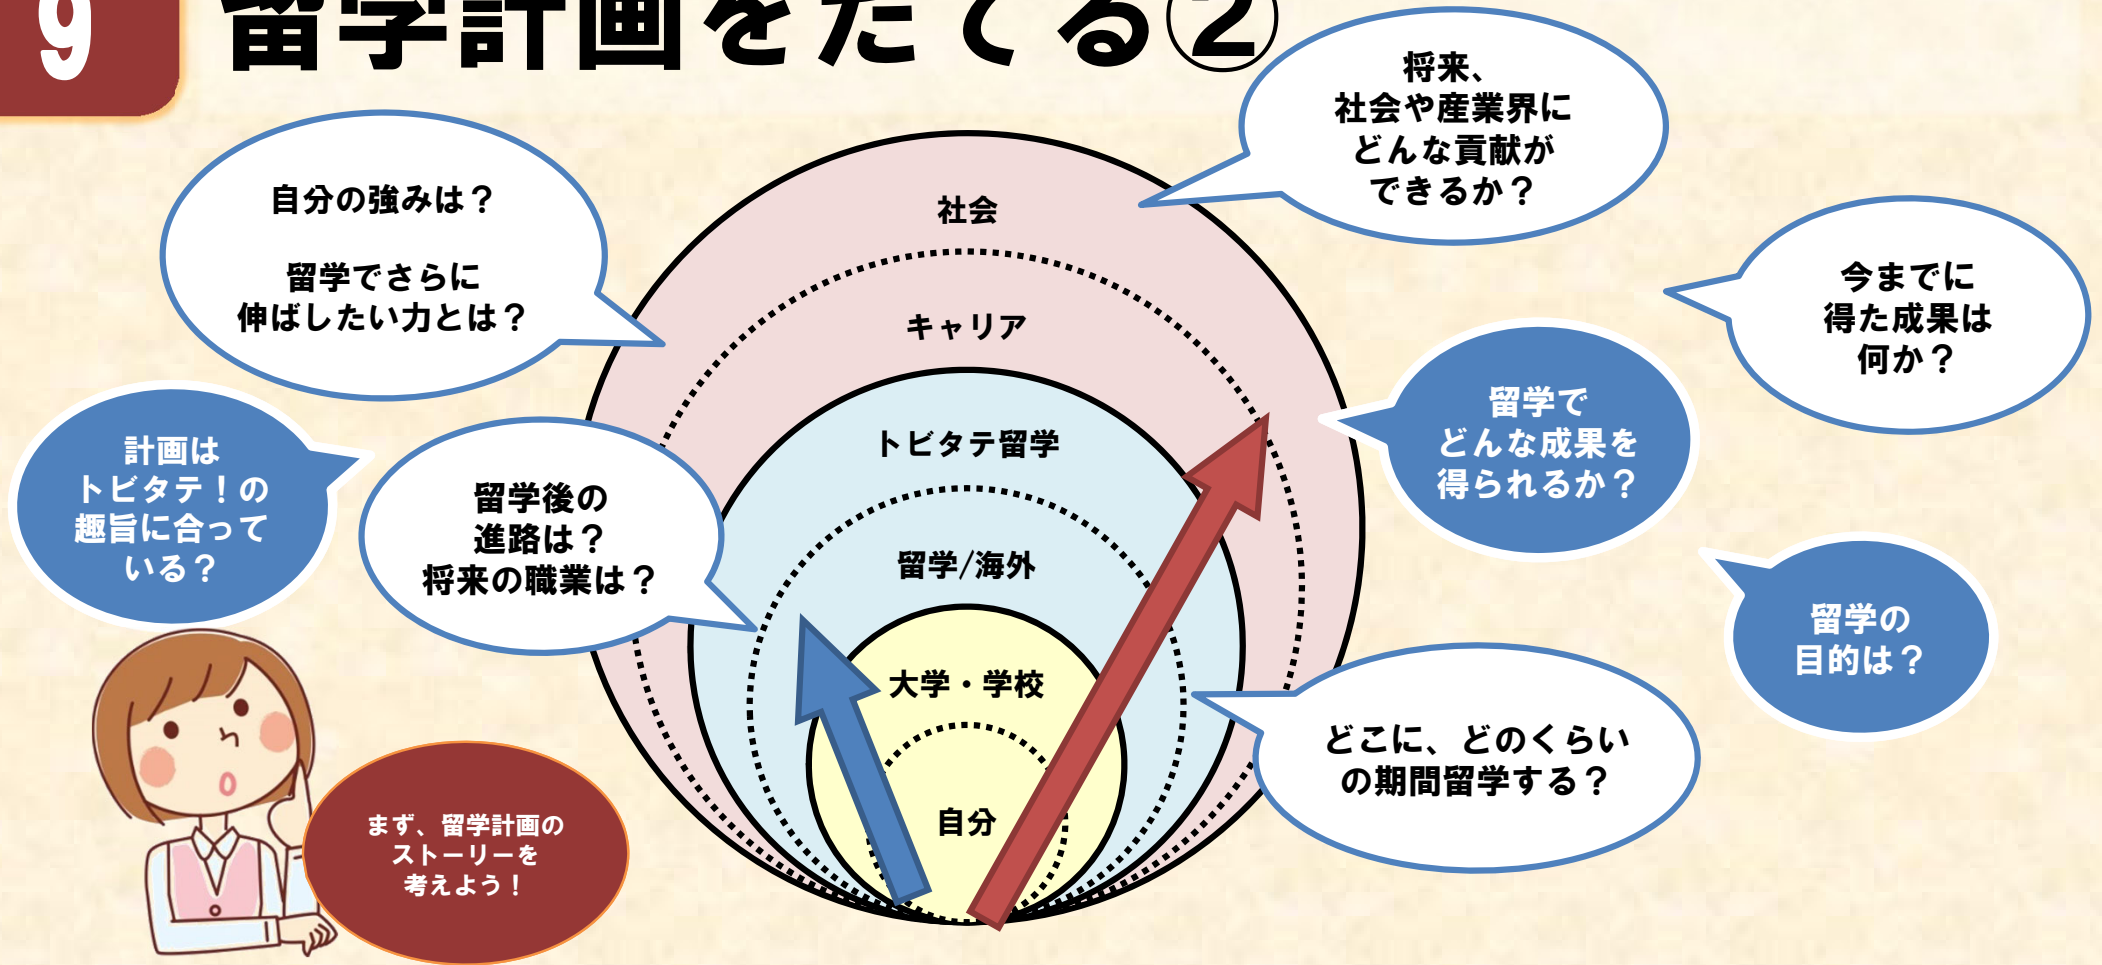 9
留学計画をたてる②
将来、
社会や産業界に
どんな貢献が
できるか？
自分の強みは？
留学でさらに
伸ばしたい力とは？
今までに
得た成果は
何か？
計画は
トビタテ！の
趣旨に合って
いる？
留学後の
進路は？
将来の職業は？
留学で
どんな成果を
得られるか？
留学の
目的は？
どこに、どのくらい
の期間留学する？
まず、留学計画の
ストーリーを
考えよう！
社会
キャリア
トビタテ留学
留学/海外
大学・学校
自分